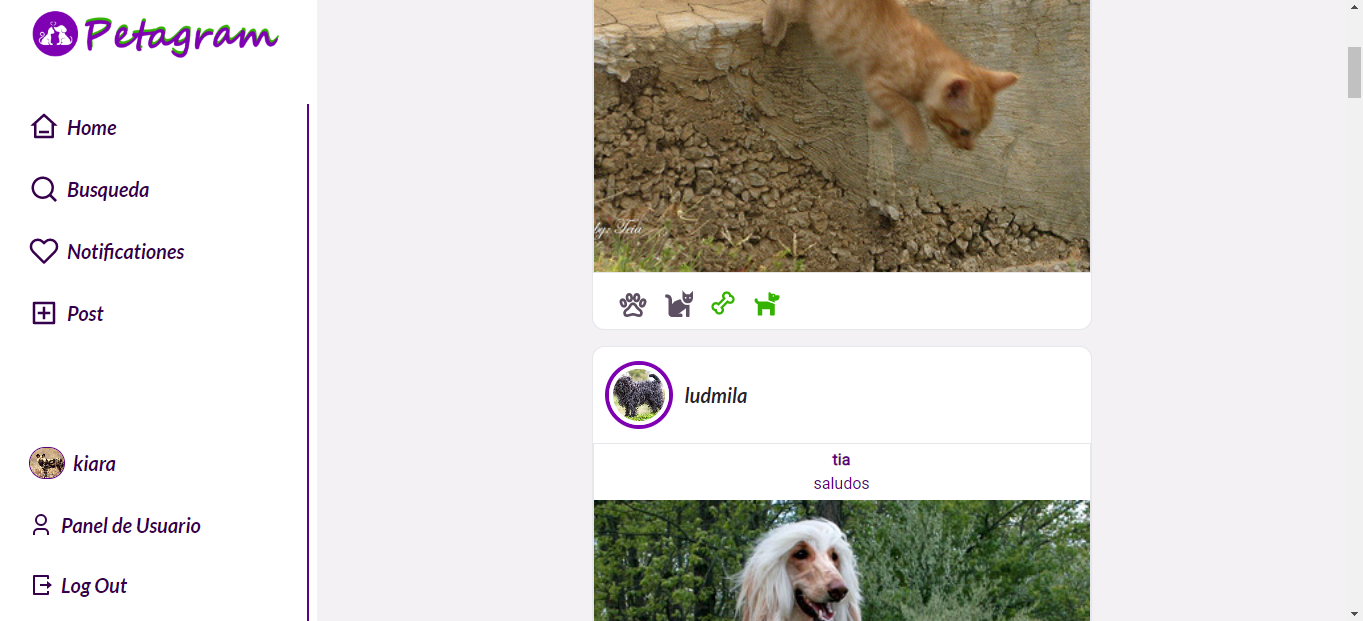 Petagram
Home
Busqueda
Notificationes
Post
kiara
Panel de Usuario
Log Out
by: Teia
ludmila
tia
saludos